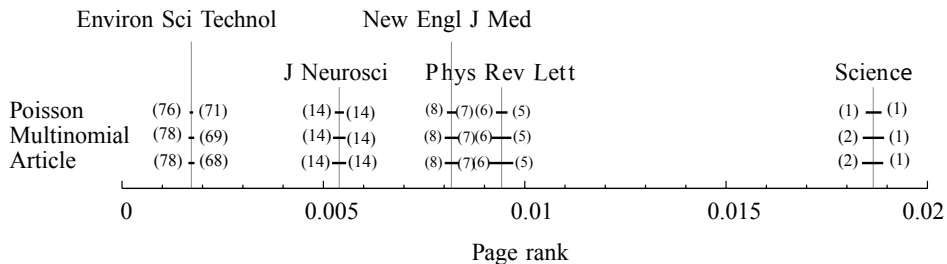 Environ Sci Technol New Engl J Med
J Neurosci Phys Rev Lett Science
Poisson (76) (71) (14) (14) (8) (7) (6) (5) (1) (1)
Multinomial (78) (69) (14) (14) (8) (7) (6) (5) (2) (1)
Article (78) (68) (14) (14) (8) (7) (6) (5) (2) (1)
0 0.005 0.01 0.015 0.02
Page rank